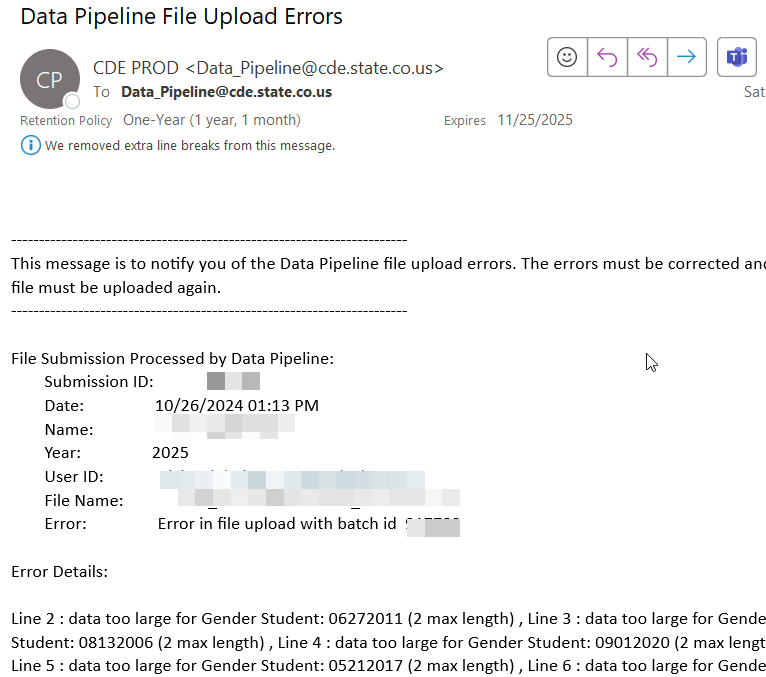 Data Pipeline File Upload Errors
CP
CDE PROD <Data_Pipeline@cde.state.co.us>
To Data_Pipeline@cde.state.co.us
Sat
Retention Policy One-Year (1 year, 1 month) Expires 11/25/2025
We removed extra line breaks from this message.
------------------------------------------------------------------------
This message is to notify you of the Data Pipeline file upload errors. The errors must be corrected and
file must be uploaded again.
------------------------------------------------------------------------
File Submission Processed by Data Pipeline:
Submission ID:
Date: 10/26/2024 01:13 PM
Name:
Year: 2025
User ID:
File Name:
Error: Error in file upload with batch id
Error Details:
Line 2 : data too large for Gender Student: 06272011 (2 max length) , Line 3 : data too large for Gende
Student: 08132006 (2 max length) , Line 4 : data too large for Gender Student: 09012020 (2 max lengt
Line 5 : data too large for Gender Student: 05212017 (2 max length) , Line 6 : data too large for Gende